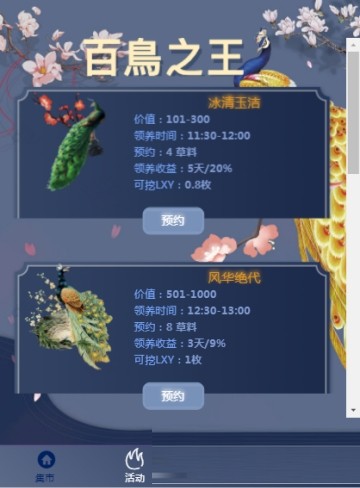 百鳥之王
冰清玉洁
价值：101-300
领养时间：11:30-12:00
预约：4 草料
领养收益：5天/20%
可挖LXY：0.8枚
预约
风华绝代
价值：501-1000
领养时间：12:30-13:00
预约：8 草料
领养收益：3天/9%
可挖LXY：1枚
预约
活动